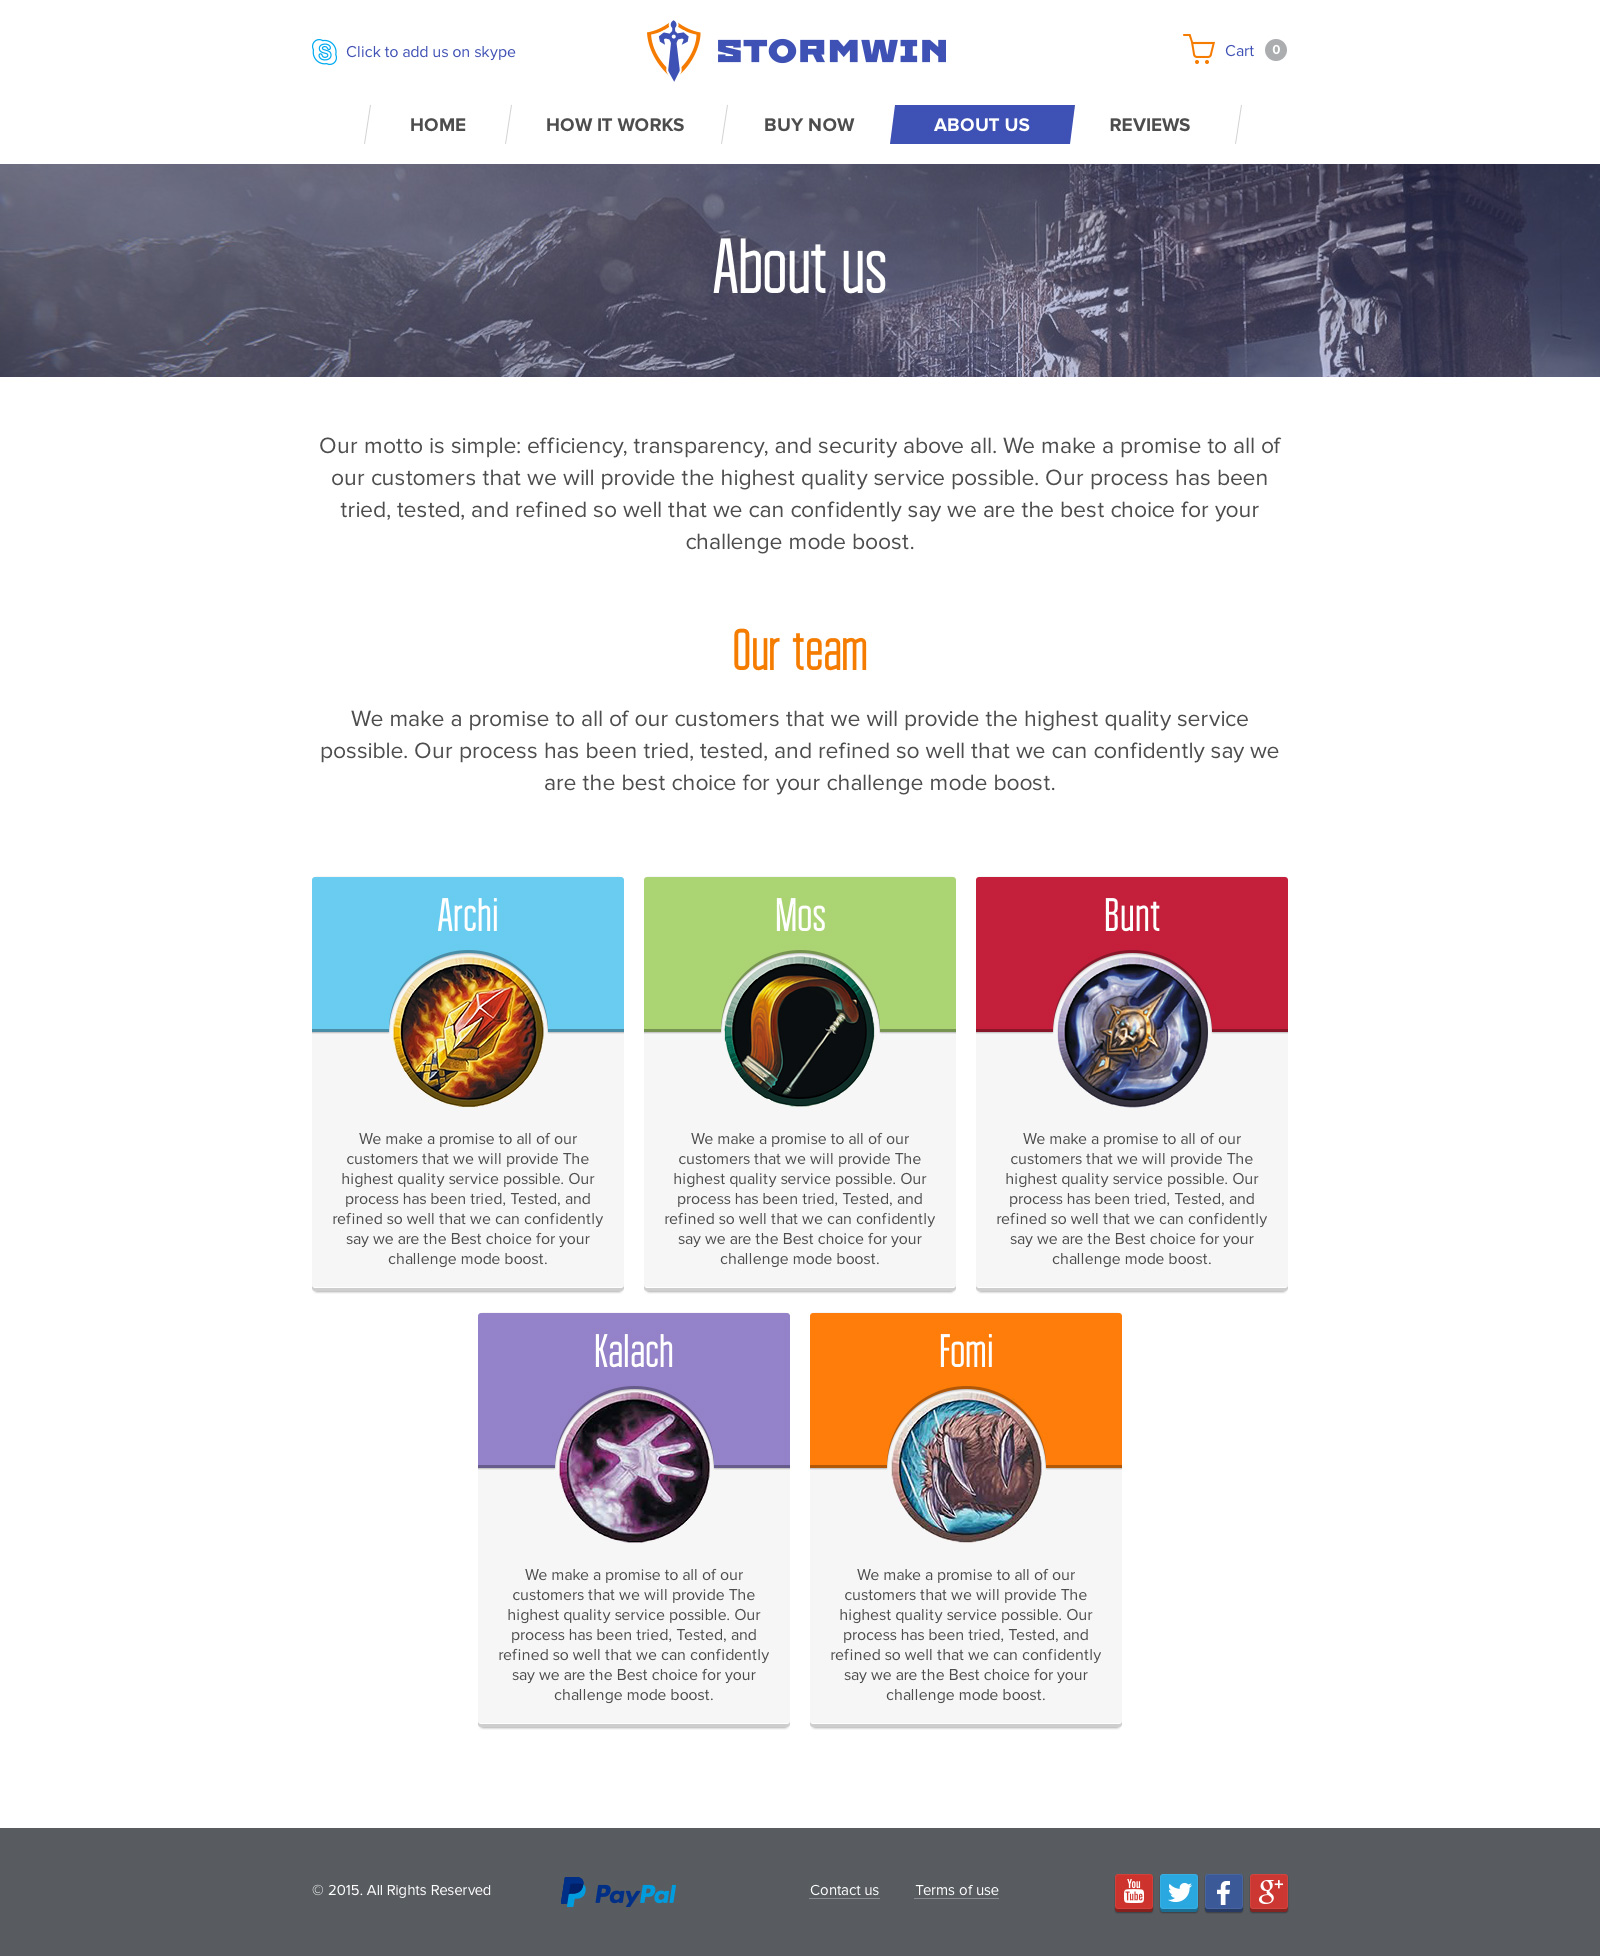 Click to add us on skype
STORMWIN
Cart 0
HOME
HOW IT WORKS
BUY NOW
ABOUT US
REVIEWS
About us
Our motto is simple: efficiency, transparency, and security above all. We make a promise to all of
our customers that we will provide the highest quality service possible. Our process has been
tried, tested, and refined so well that we can confidently say we are the best choice for your
challenge mode boost.
Our team
We make a promise to all of our customers that we will provide the highest quality service
possible. Our process has been tried, tested, and refined so well that we can confidently say we
are the best choice for your challenge mode boost.
Archi
We make a promise to all of our
customers that we will provide The
highest quality service possible. Our
process has been tried, Tested, and
refined so well that we can confidently
say we are the Best choice for your
challenge mode boost.
Mos
We make a promise to all of our
customers that we will provide The
highest quality service possible. Our
process has been tried, Tested, and
refined so well that we can confidently
say we are the Best choice for your
challenge mode boost.
Bunt
We make a promise to all of our
customers that we will provide The
highest quality service possible. Our
process has been tried, Tested, and
refined so well that we can confidently
say we are the Best choice for your
challenge mode boost.
Kalach
We make a promise to all of our
customers that we will provide The
highest quality service possible. Our
process has been tried, Tested, and
refined so well that we can confidently
say we are the Best choice for your
challenge mode boost.
Fomi
We make a promise to all of our
customers that we will provide The
highest quality service possible. Our
process has been tried, Tested, and
refined so well that we can confidently
say we are the Best choice for your
challenge mode boost.
© 2015. All Rights Reserved
PayPal
Contact us
Terms of use
You
Tube
f
g+